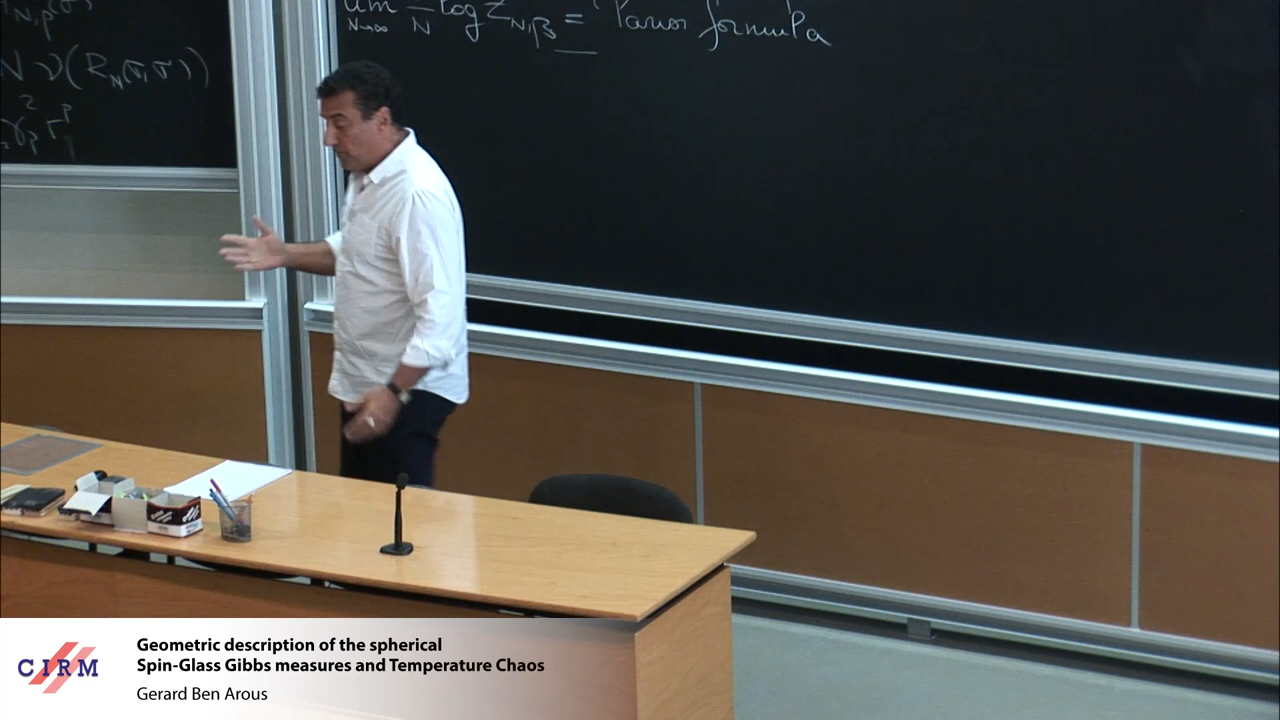 N,p
N ν(R_N(σ,σ'))
2 p
lim 1/N log Z_{N,β} = "Parisi formula
N→∞
CIRM
Geometric description of the spherical
Spin-Glass Gibbs measures and Temperature Chaos
Gerard Ben Arous